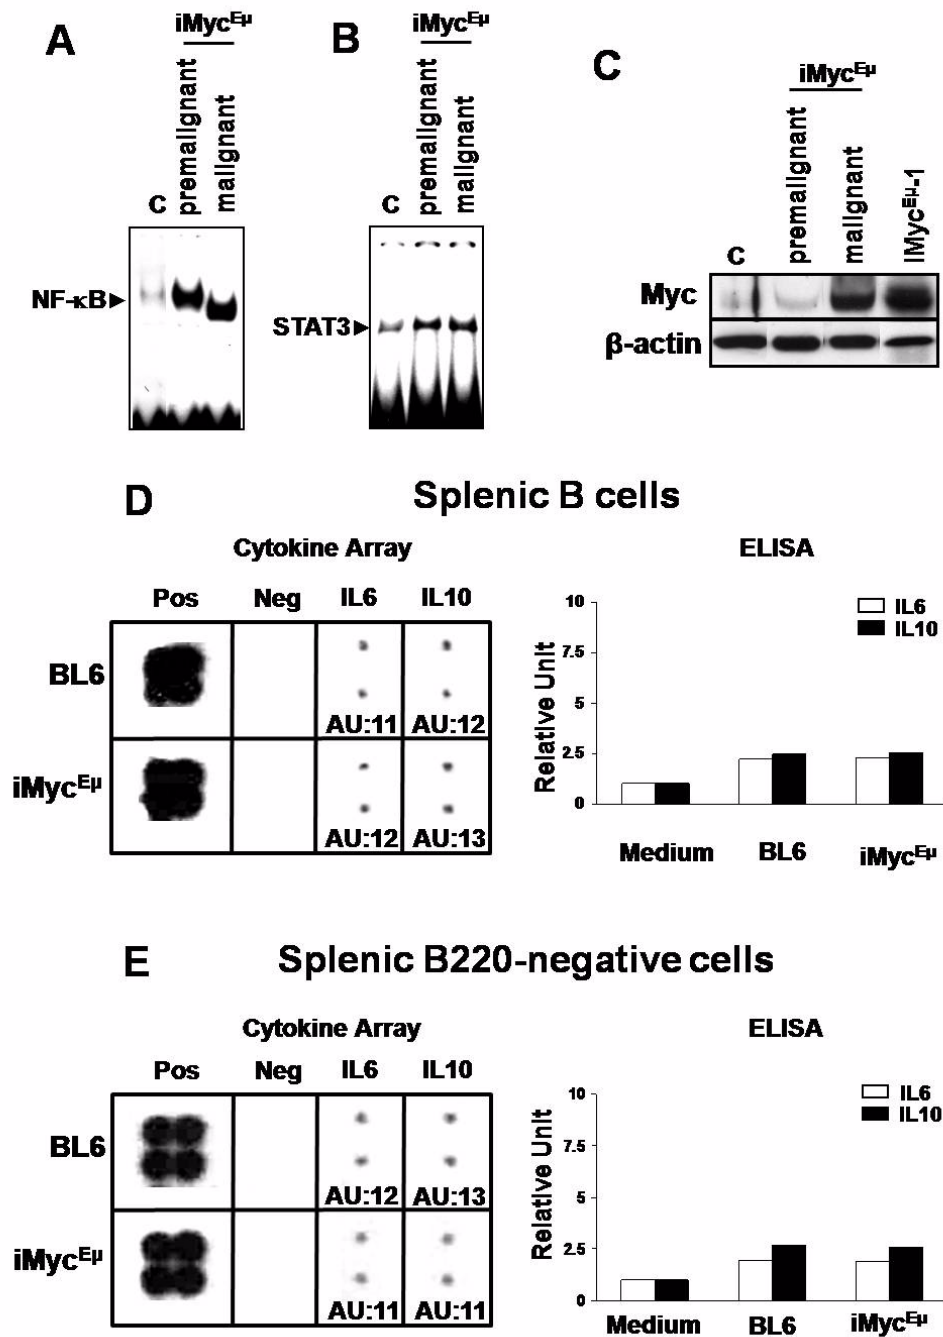 A
iMycEμ
C
premalignant
malignant
NF-κB
B
iMycEμ
C
premalignant
malignant
STAT3
C
iMycEμ
C
premalignant
malignant
iMycEμ-1
Myc
β-actin
D
Splenic B cells
Cytokine Array
Pos Neg IL6 IL10
BL6
AU:11 AU:12
iMycEμ
AU:12 AU:13
ELISA
IL6
IL10
Relative Unit
10
7.5
5
2.5
0
Medium BL6 iMycEμ
E
Splenic B220-negative cells
Cytokine Array
Pos Neg IL6 IL10
BL6
AU:12 AU:13
iMycEμ
AU:11 AU:11
ELISA
IL6
IL10
Relative Unit
10
7.5
5
2.5
0
Medium BL6 iMycEμ